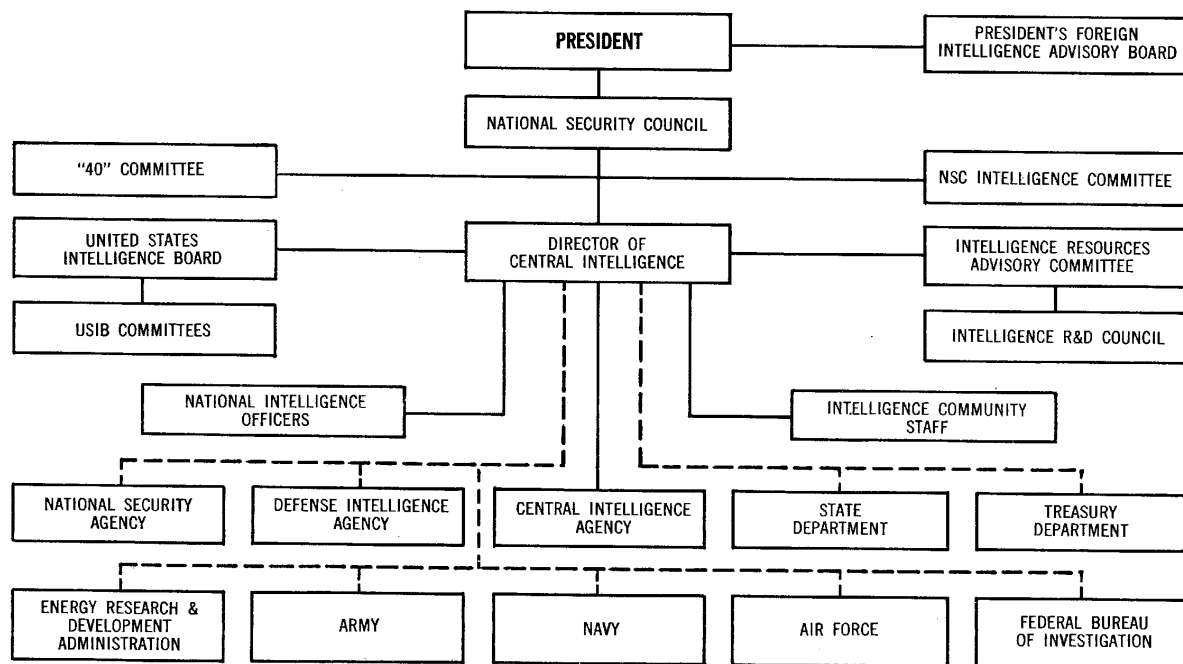 PRESIDENT
PRESIDENT'S FOREIGN
INTELLIGENCE ADVISORY BOARD
NATIONAL SECURITY COUNCIL
"40" COMMITTEE
NSC INTELLIGENCE COMMITTEE
UNITED STATES
INTELLIGENCE BOARD
DIRECTOR OF
CENTRAL INTELLIGENCE
INTELLIGENCE RESOURCES
ADVISORY COMMITTEE
USIB COMMITTEES
INTELLIGENCE R&D COUNCIL
NATIONAL INTELLIGENCE
OFFICERS
INTELLIGENCE COMMUNITY
STAFF
NATIONAL SECURITY
AGENCY
DEFENSE INTELLIGENCE
AGENCY
CENTRAL INTELLIGENCE
AGENCY
STATE
DEPARTMENT
TREASURY
DEPARTMENT
ENERGY RESEARCH &
DEVELOPMENT
ADMINISTRATION
ARMY
NAVY
AIR FORCE
FEDERAL BUREAU
OF INVESTIGATION